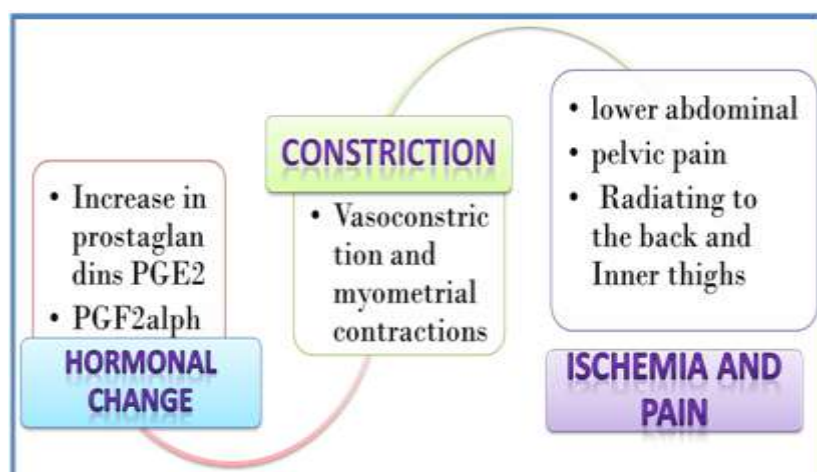 • Increase in
prostaglan
dins PGE2
• PGF2alph
HORMONAL
CHANGE
CONSTRICTION
• Vasoconstric
tion and
myometrial
contractions
• lower abdominal
• pelvic pain
• Radiating to
the back and
Inner thighs
ISCHEMIA AND
PAIN